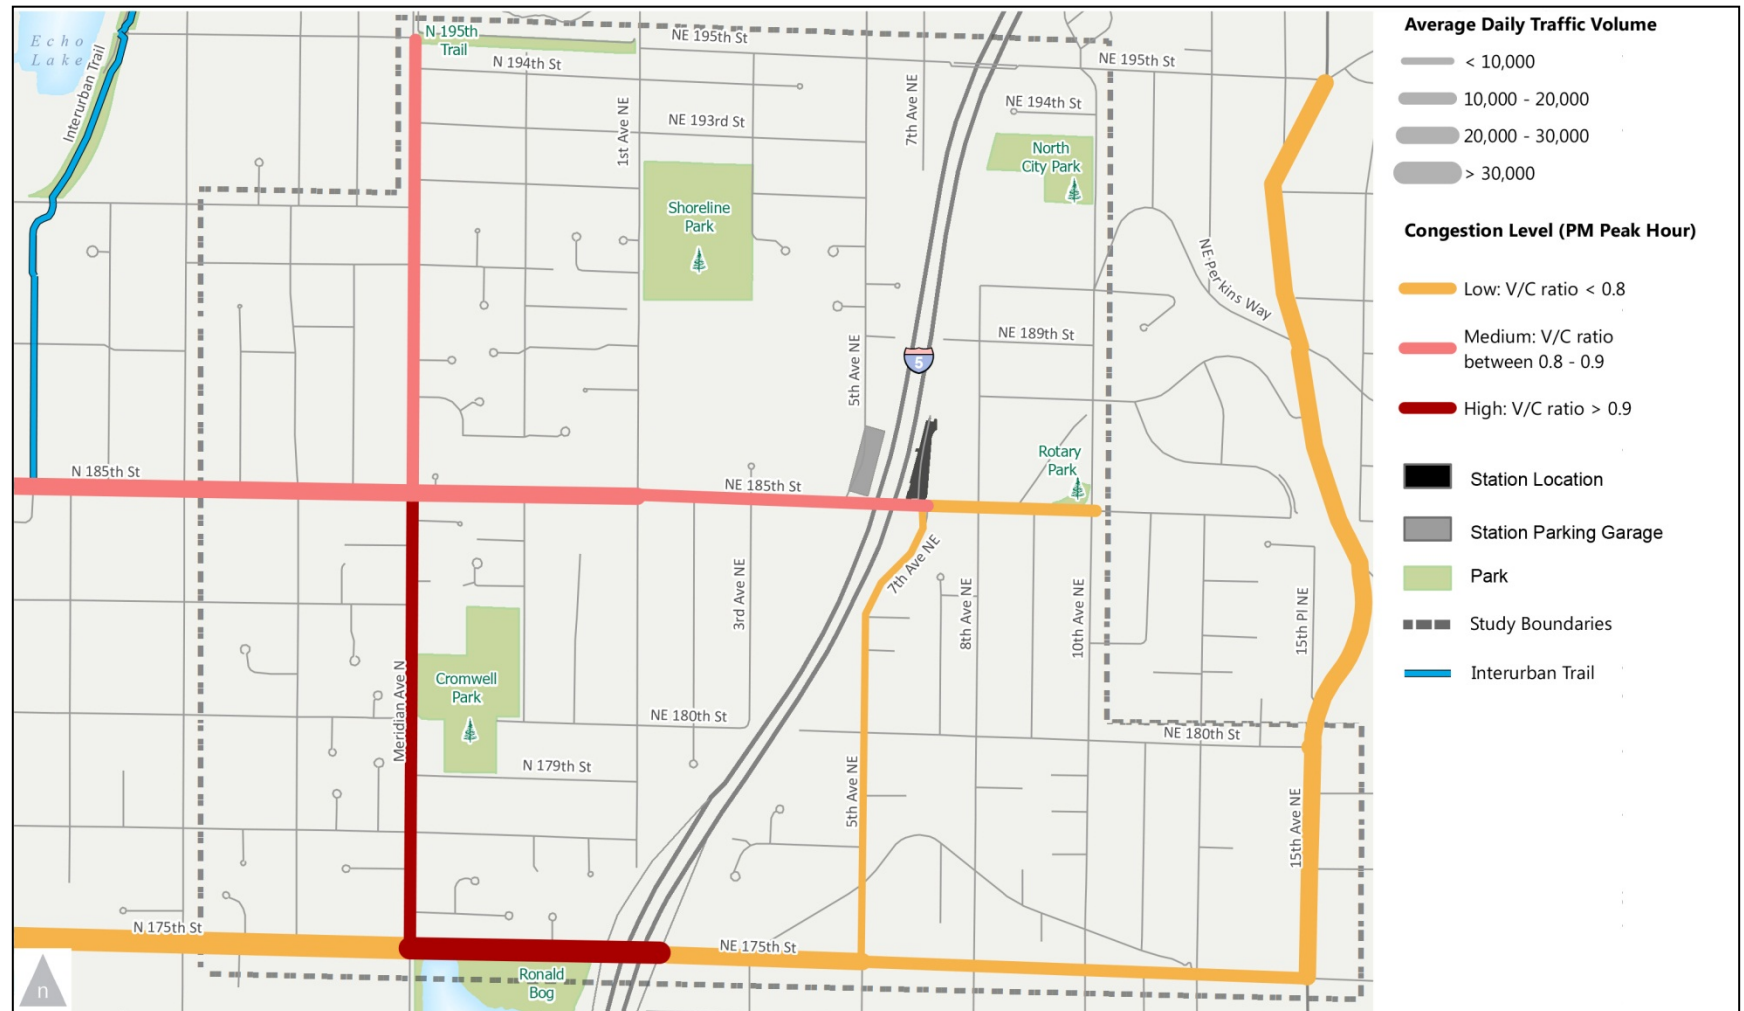 Echo
Lake
Interurban Trail
N 195th
Trail
NE 195th St
N 194th St
NE 195th St
NE 194th St
1st Ave NE
NE 193rd St
7th Ave NE
North
City Park
Shoreline
Park
NE Perkins Way
5th Ave NE
5
NE 189th St
Rotary
Park
N 185th St
NE 185th St
7th Ave NE
3rd Ave NE
8th Ave NE
10th Ave NE
15th Pl NE
Meridian Ave N
Cromwell
Park
NE 180th St
NE 180th St
N 179th St
5th Ave NE
15th Ave NE
N 175th St
NE 175th St
Ronald
Bog
n
Average Daily Traffic Volume
< 10,000
10,000 - 20,000
20,000 - 30,000
> 30,000
Congestion Level (PM Peak Hour)
Low: V/C ratio < 0.8
Medium: V/C ratio
between 0.8 - 0.9
High: V/C ratio > 0.9
Station Location
Station Parking Garage
Park
Study Boundaries
Interurban Trail